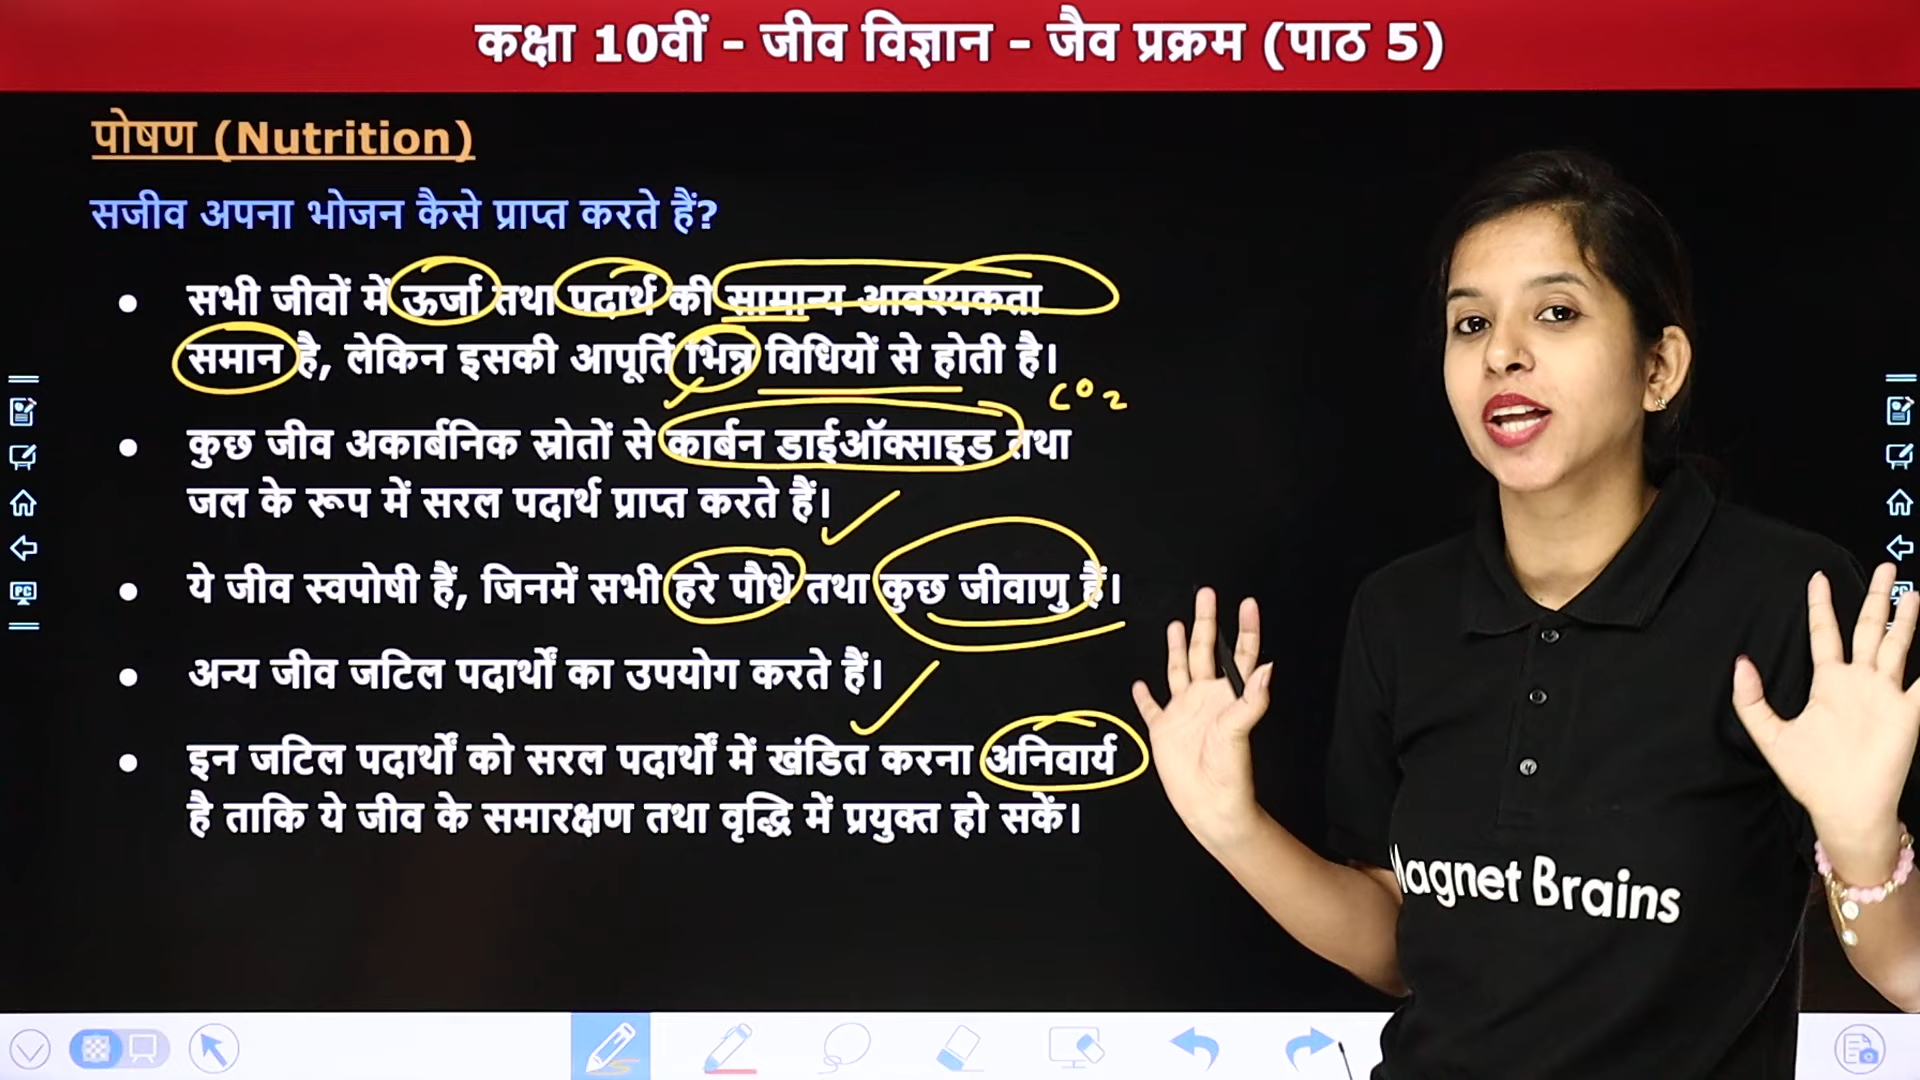 कक्षा 10वीं - जीव विज्ञान - जैव प्रक्रम (पाठ 5)
पोषण (Nutrition)
सजीव अपना भोजन कैसे प्राप्त करते हैं?
• सभी जीवों में ऊर्जा तथा पदार्थ की सामान्य आवश्यकता
समान है, लेकिन इसकी आपूर्ति भिन्न विधियों से होती है।
CO2
• कुछ जीव अकार्बनिक स्रोतों से कार्बन डाईऑक्साइड तथा
जल के रूप में सरल पदार्थ प्राप्त करते हैं।
• ये जीव स्वपोषी हैं, जिनमें सभी हरे पौधे तथा कुछ जीवाणु हैं।
• अन्य जीव जटिल पदार्थों का उपयोग करते हैं।
• इन जटिल पदार्थों को सरल पदार्थों में खंडित करना अनिवार्य
है ताकि ये जीव के समारक्षण तथा वृद्धि में प्रयुक्त हो सकें।
Magnet Brains
PC
PC